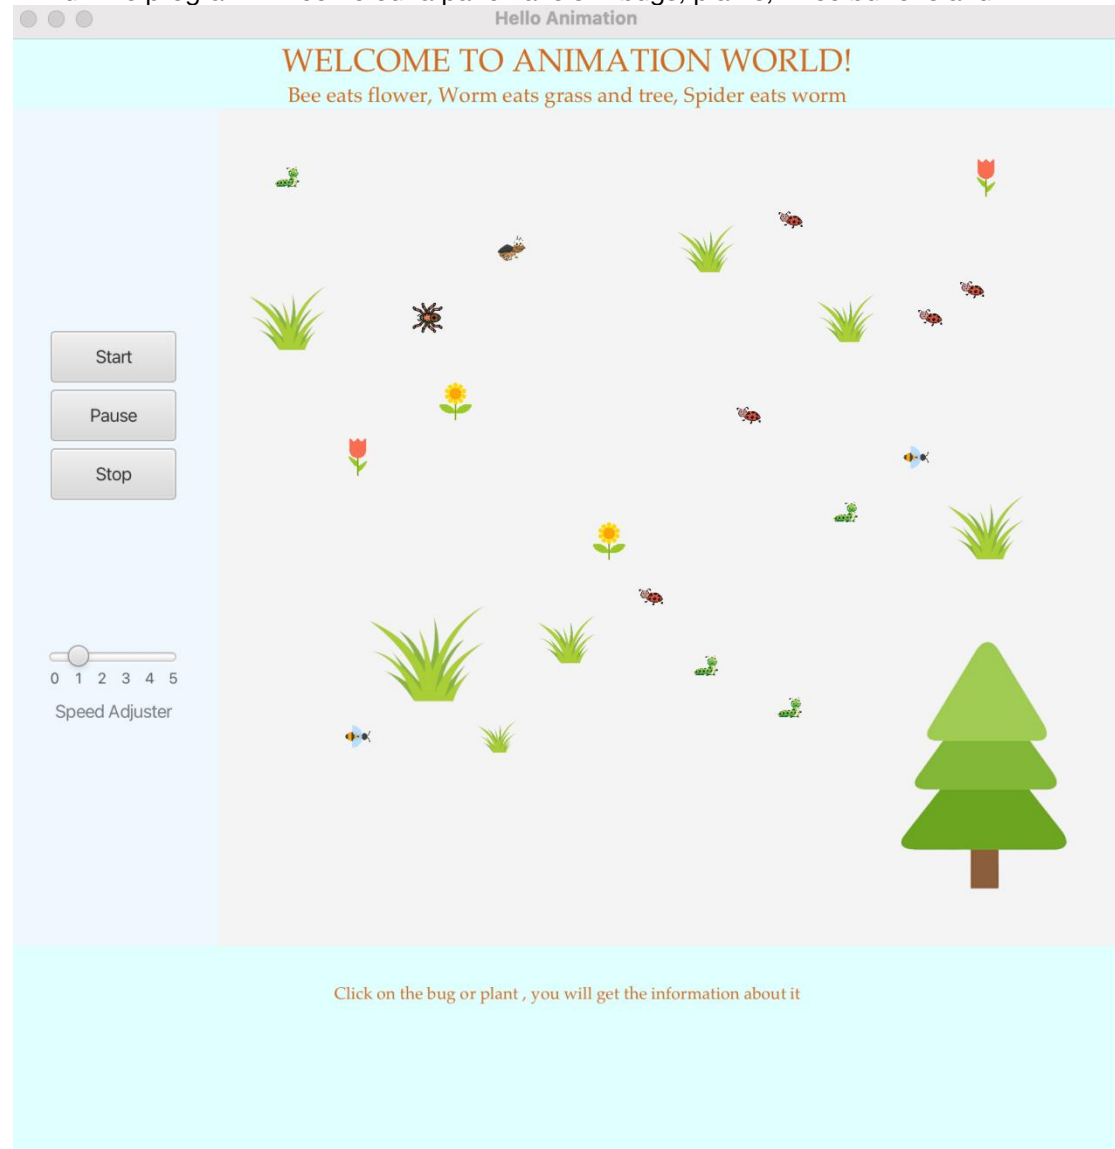 Hello Animation
WELCOME TO ANIMATION WORLD!
Bee eats flower, Worm eats grass and tree, Spider eats worm
Start
Pause
Stop
0 1 2 3 4 5
Speed Adjuster
Click on the bug or plant , you will get the information about it